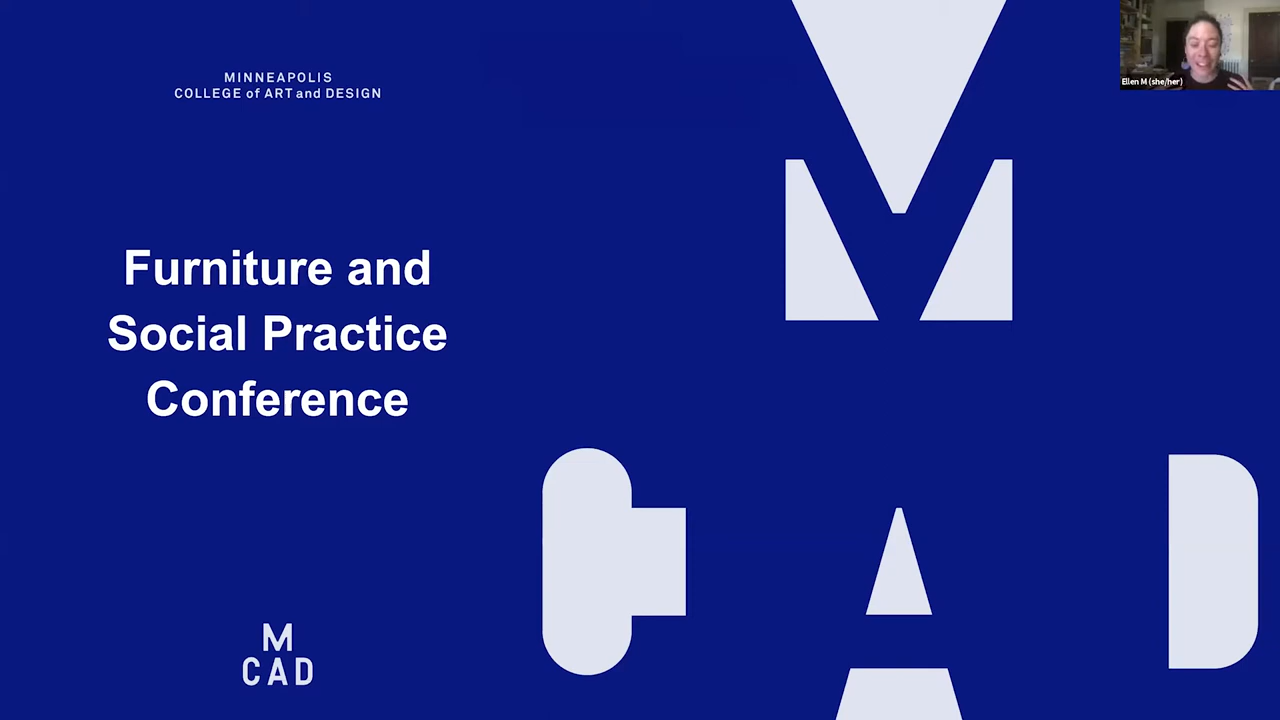 MINNEAPOLIS
COLLEGE of ART and DESIGN
Ellen M (she/her)
Furniture and
Social Practice
Conference
M
CAD